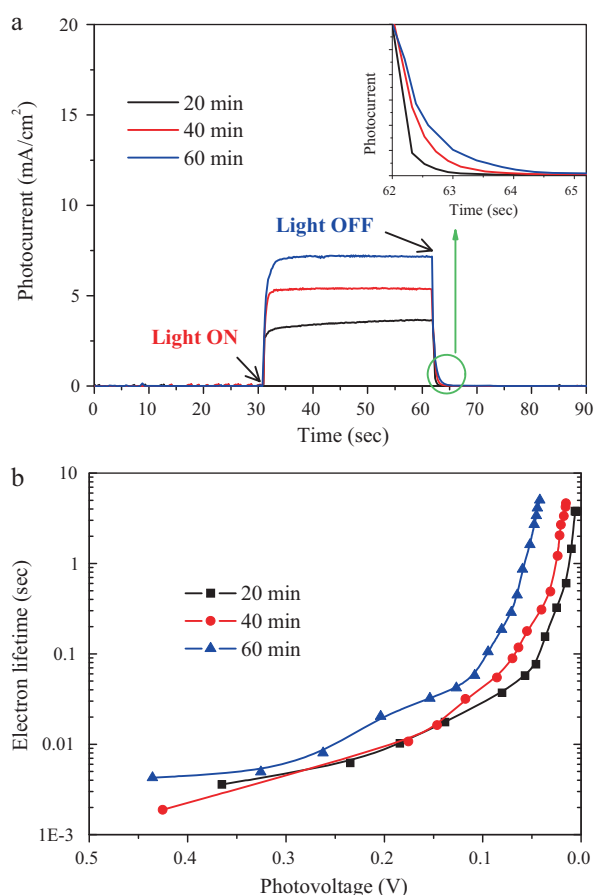 a
Photocurrent (mA/cm²)
20
15
10
5
0
20 min
40 min
60 min
Light ON
Light OFF
0 10 20 30 40 50 60 70 80 90
Time (sec)
Photocurrent
62 63 64 65
Time (sec)
b
Electron lifetime (sec)
10
1
0.1
0.01
1E-3
20 min
40 min
60 min
0.5 0.4 0.3 0.2 0.1 0.0
Photovoltage (V)